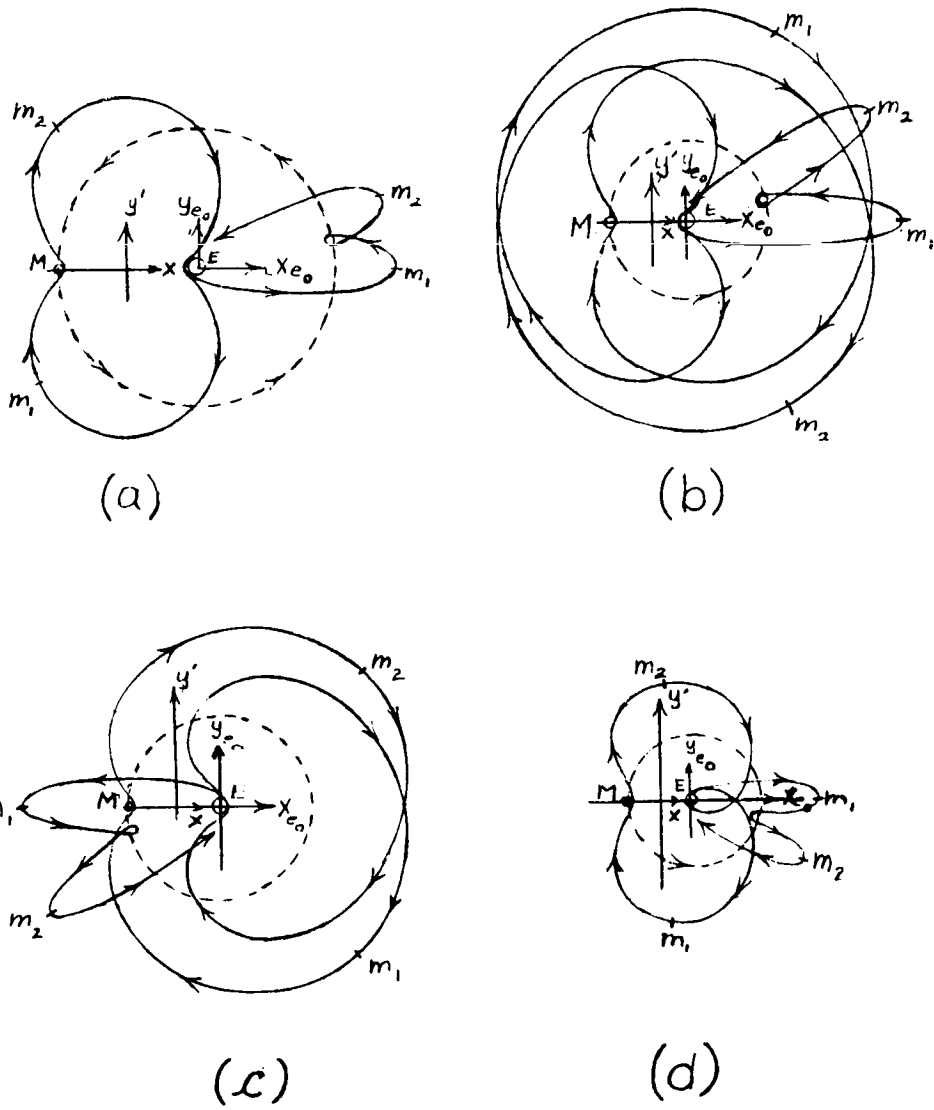 m₂
y'
y_e₀
M
x
E
x_e₀
m₂
m₁
m₁
(a)
m₁
m₂
y'
y_e₀
M
x
E
x_e₀
m₁
m₂
(b)
m₂
y'
y_e₀
M
x
E
x_e₀'
m₂
m₁
(c)
m₂
y'
y_e₀
M
x
E
m₁
m₂
m₁
(d)